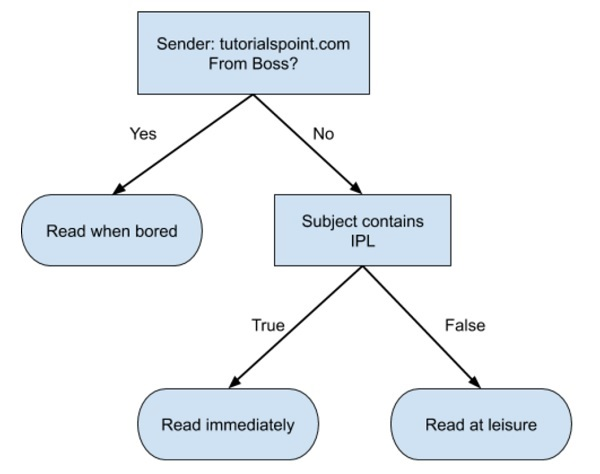 Sender: tutorialspoint.com
From Boss?
Yes
No
Read when bored
Subject contains
IPL
True
False
Read immediately
Read at leisure